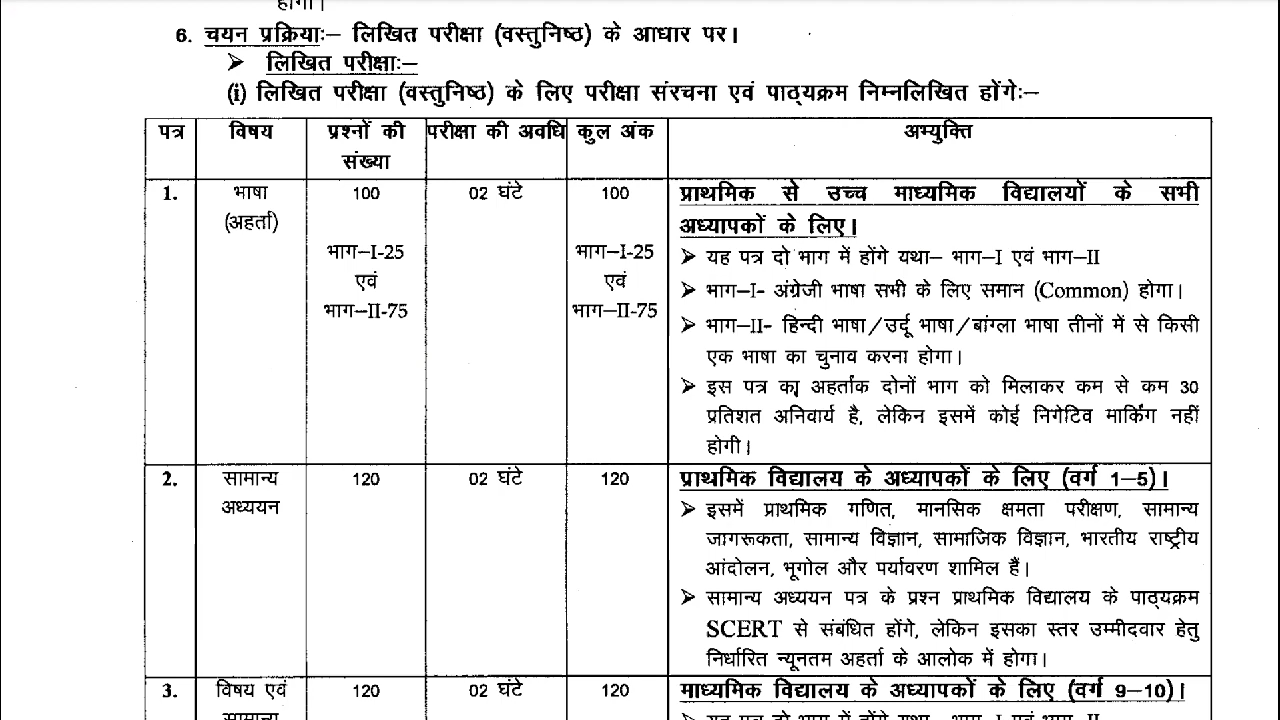 होगी।
6. चयन प्रक्रियाः– लिखित परीक्षा (वस्तुनिष्ठ) के आधार पर।
➢ लिखित परीक्षाः–
(i) लिखित परीक्षा (वस्तुनिष्ठ) के लिए परीक्षा संरचना एवं पाठ्यक्रम निम्नलिखित होंगेः–
पत्र विषय प्रश्नों की संख्या परीक्षा की अवधि कुल अंक अभ्युक्ति
1. भाषा (अहर्ता) 100 02 घंटे 100
भाग–I-25 एवं भाग–II-75
भाग–I-25 एवं भाग–II-75
प्राथमिक से उच्च माध्यमिक विद्यालयों के सभी
अध्यापकों के लिए।
➢ यह पत्र दो भाग में होंगे यथा– भाग–I एवं भाग–II
➢ भाग–I- अंग्रेजी भाषा सभी के लिए समान (Common) होगा।
➢ भाग–II- हिन्दी भाषा/उर्दू भाषा/बांग्ला भाषा तीनों में से किसी
एक भाषा का चुनाव करना होगा।
➢ इस पत्र का अहर्तांक दोनों भाग को मिलाकर कम से कम 30
प्रतिशत अनिवार्य है, लेकिन इसमें कोई निगेटिव मार्किंग नहीं
होगी।
2. सामान्य अध्ययन 120 02 घंटे 120
प्राथमिक विद्यालय के अध्यापकों के लिए (वर्ग 1–5)।
➢ इसमें प्राथमिक गणित, मानसिक क्षमता परीक्षण, सामान्य
जागरूकता, सामान्य विज्ञान, सामाजिक विज्ञान, भारतीय राष्ट्रीय
आंदोलन, भूगोल और पर्यावरण शामिल हैं।
➢ सामान्य अध्ययन पत्र के प्रश्न प्राथमिक विद्यालय के पाठ्यक्रम
SCERT से संबंधित होंगे, लेकिन इसका स्तर उम्मीदवार हेतु
निर्धारित न्यूनतम अहर्ता के आलोक में होगा।
3. विषय एवं सामान्य 120 02 घंटे 120
माध्यमिक विद्यालय के अध्यापकों के लिए (वर्ग 9–10)।
➢ यह पत्र दो भाग में होंगे यथा– भाग–I एवं भाग–II